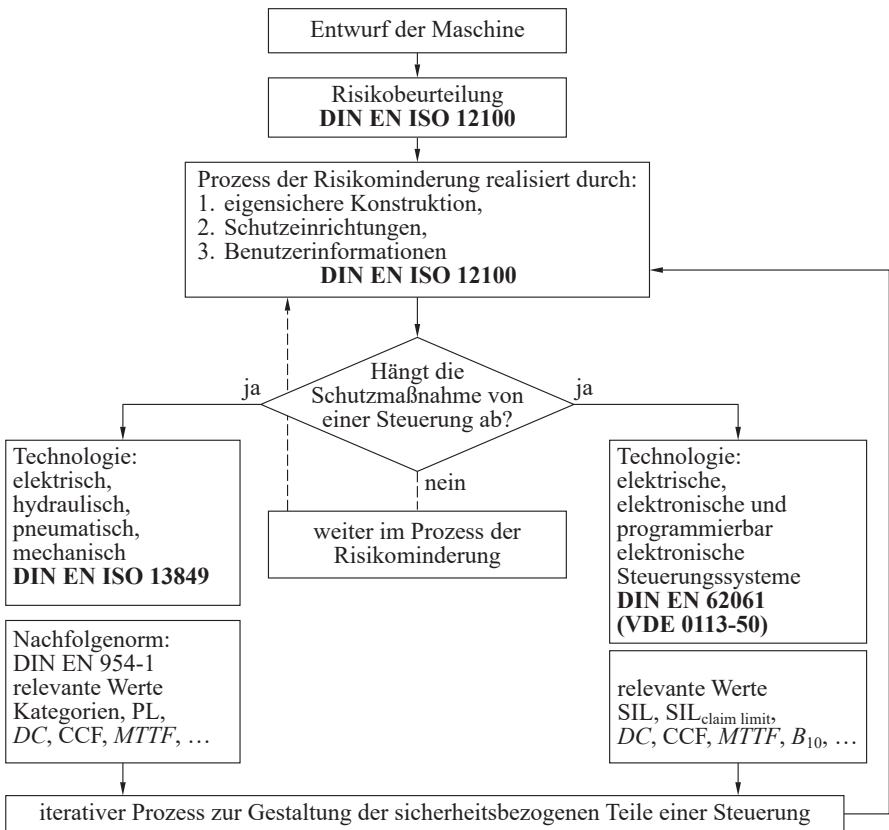 Entwurf der Maschine
Risikobeurteilung
DIN EN ISO 12100
Prozess der Risikominderung realisiert durch:
1. eigensichere Konstruktion,
2. Schutzeinrichtungen,
3. Benutzerinformationen
DIN EN ISO 12100
Hängt die
Schutzmaßnahme von
einer Steuerung ab?
ja
ja
nein
Technologie:
elektrisch,
hydraulisch,
pneumatisch,
mechanisch
DIN EN ISO 13849
weiter im Prozess der
Risikominderung
Technologie:
elektrische,
elektronische und
programmierbar
elektronische
Steuerungssysteme
DIN EN 62061
(VDE 0113-50)
Nachfolgenorm:
DIN EN 954-1
relevante Werte
Kategorien, PL,
DC, CCF, MTTF, …
relevante Werte
SIL, SILclaim limit,
DC, CCF, MTTF, B10, …
iterativer Prozess zur Gestaltung der sicherheitsbezogenen Teile einer Steuerung